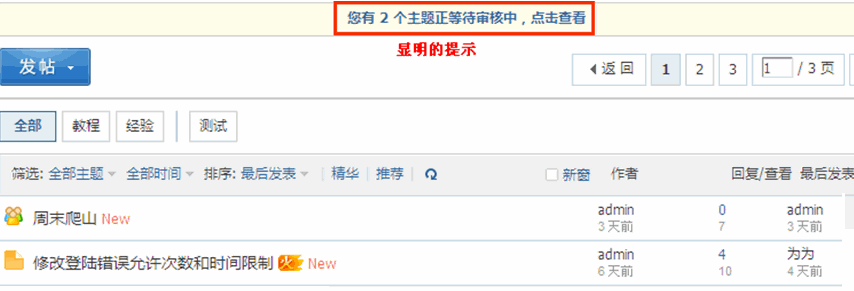 您有 2 个主题正等待审核中，点击查看
显明的提示
发帖
返回 1 2 3 1 / 3 页
全部 教程 经验 测试
筛选: 全部主题 全部时间 排序: 最后发表 精华 推荐 新窗 作者 回复/查看 最后发表
周末爬山 New admin 0 admin
3 天前 7 3 天前
修改登陆错误允许次数和时间限制 火 New admin 4 为为
6 天前 10 4 天前